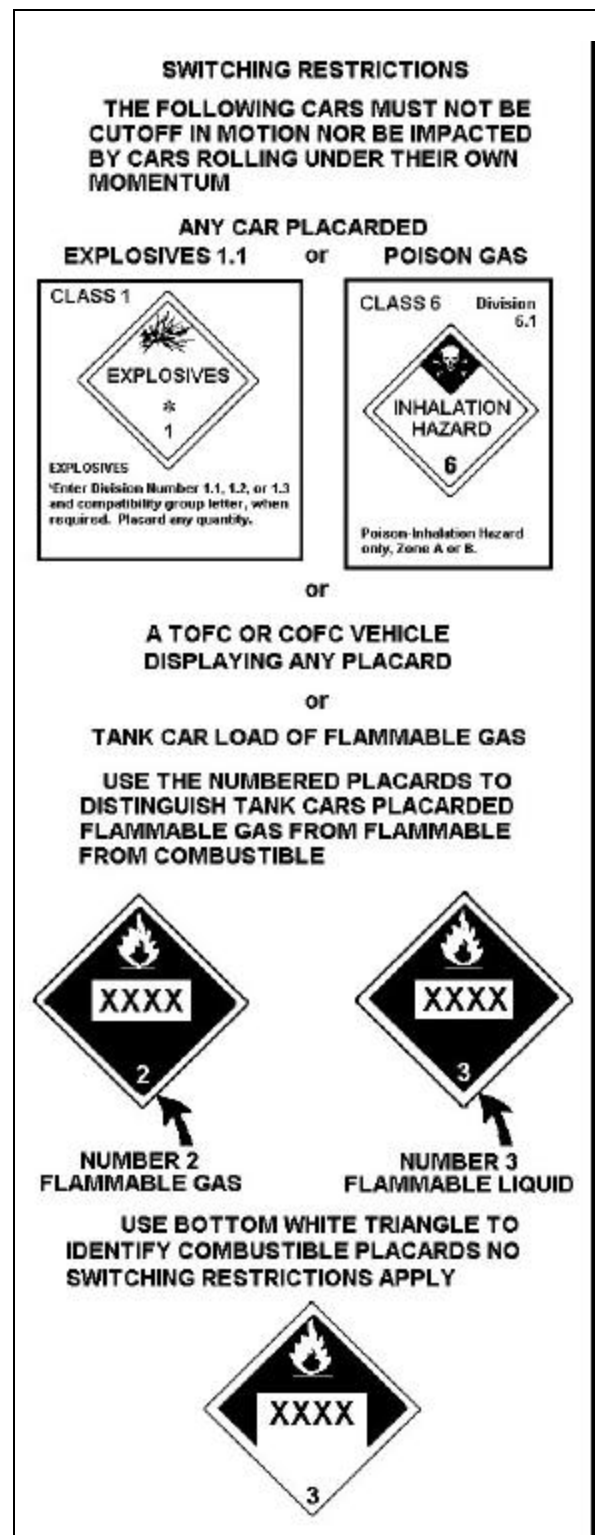 SWITCHING RESTRICTIONS
THE FOLLOWING CARS MUST NOT BE
CUTOFF IN MOTION NOR BE IMPACTED
BY CARS ROLLING UNDER THEIR OWN
MOMENTUM
ANY CAR PLACARDED
EXPLOSIVES 1.1 or POISON GAS
CLASS 1
EXPLOSIVES
*
1
EXPLOSIVES
*Enter Division Number 1.1, 1.2, or 1.3
and compatibility group letter, when
required. Placard any quantity.
CLASS 6 Division
6.1
INHALATION
HAZARD
6
Poison-Inhalation Hazard
only, Zone A or B.
or
A TOFC OR COFC VEHICLE
DISPLAYING ANY PLACARD
or
TANK CAR LOAD OF FLAMMABLE GAS
USE THE NUMBERED PLACARDS TO
DISTINGUISH TANK CARS PLACARDED
FLAMMABLE GAS FROM FLAMMABLE
FROM COMBUSTIBLE
XXXX
2
NUMBER 2
FLAMMABLE GAS
XXXX
3
NUMBER 3
FLAMMABLE LIQUID
USE BOTTOM WHITE TRIANGLE TO
IDENTIFY COMBUSTIBLE PLACARDS NO
SWITCHING RESTRICTIONS APPLY
XXXX
3